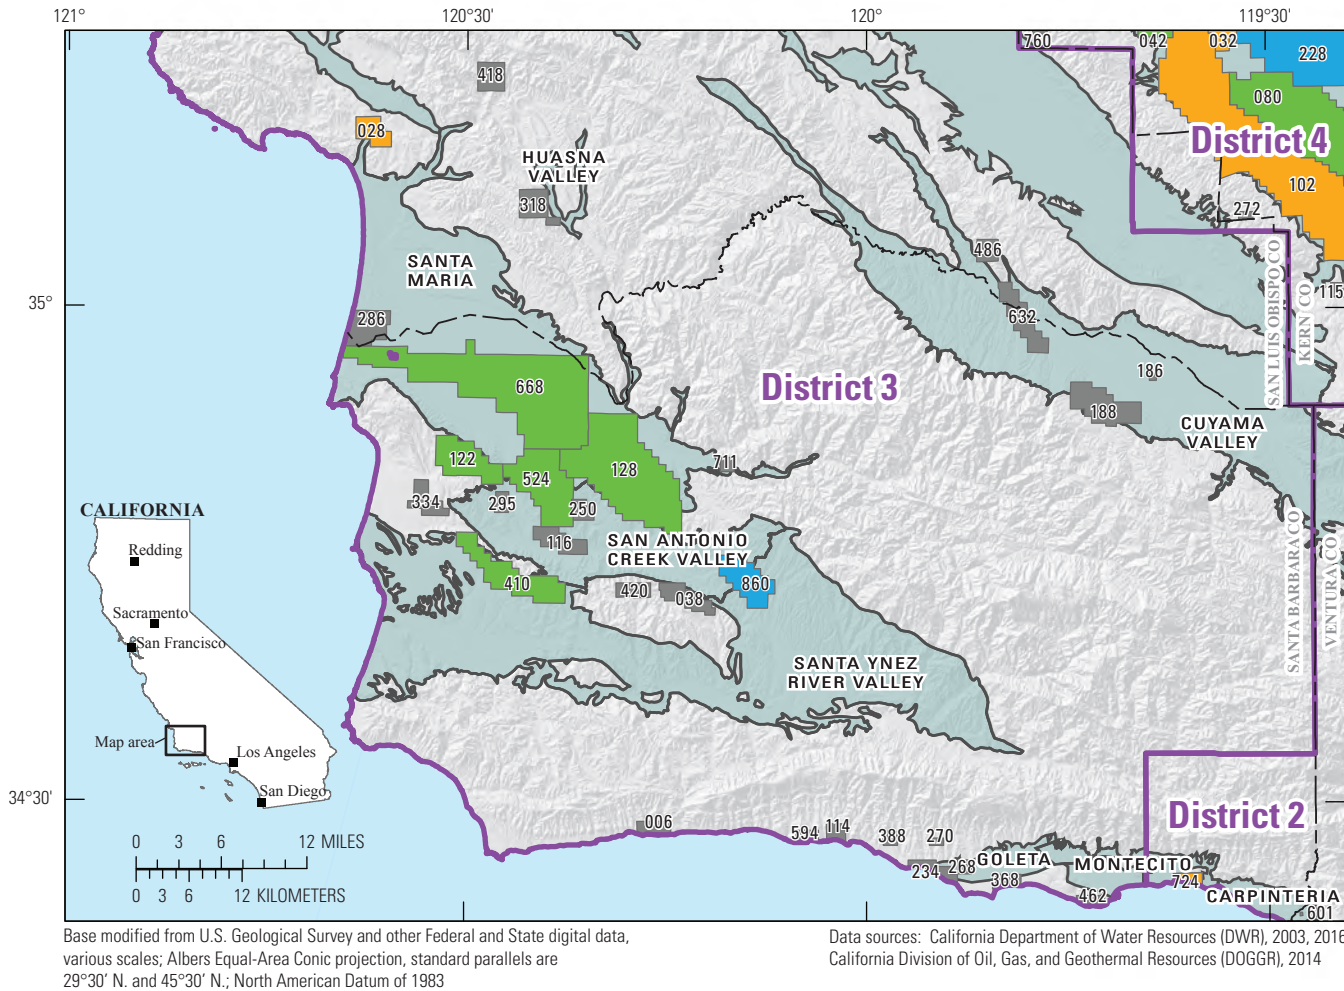 121°
120°30'
120°
119°30'
760
042
032
228
418
080
028
District 4
HUASNA
VALLEY
102
318
272
SANTA
MARIA
486
SAN LUIS OBISPO CO
KERN CO
35°
115
286
632
668
District 3
186
188
CUYAMA
VALLEY
122
128
711
524
334
295
250
CALIFORNIA
116
SAN ANTONIO
CREEK VALLEY
SANTA BARBARA CO
VENTURA CO
Redding
410
420
038
860
Sacramento
San Francisco
SANTA YNEZ
RIVER VALLEY
Map area
Los Angeles
San Diego
34°30'
District 2
006
594
114
388
270
0 3 6 12 MILES
0 3 6 12 KILOMETERS
234
268
GOLETA
368
MONTECITO
724
462
CARPINTERIA
601
Base modified from U.S. Geological Survey and other Federal and State digital data,
various scales; Albers Equal-Area Conic projection, standard parallels are
29°30' N. and 45°30' N.; North American Datum of 1983
Data sources: California Department of Water Resources (DWR), 2003, 2016
California Division of Oil, Gas, and Geothermal Resources (DOGGR), 2014